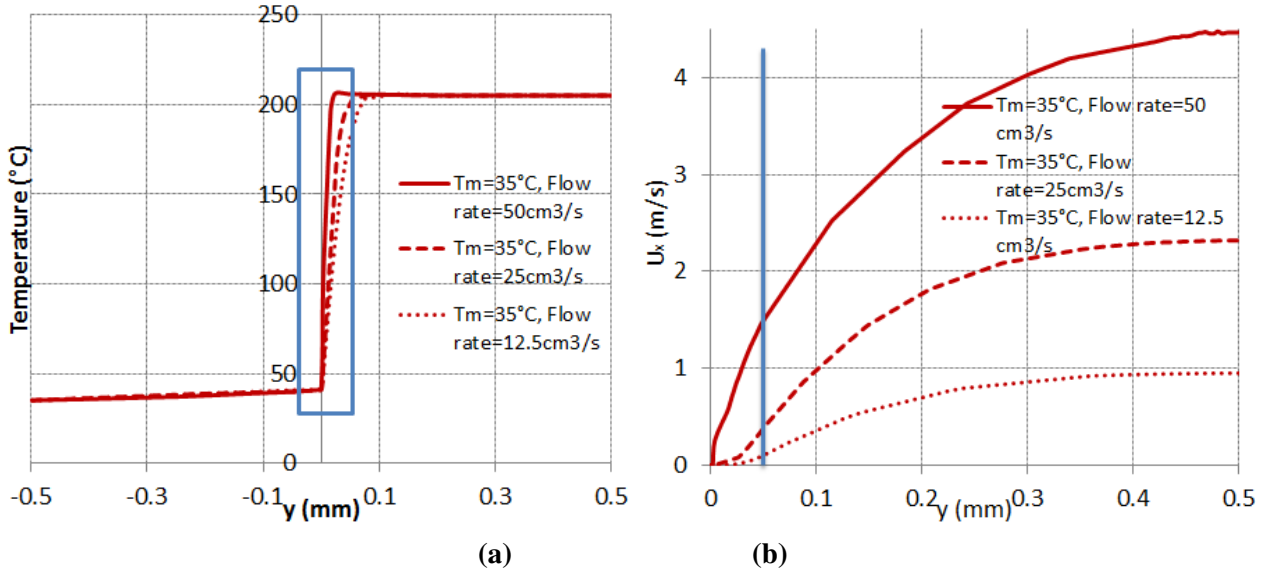 250
200
150
100
50
0
Temperature (°C)
Tm=35°C, Flow
rate=50cm3/s
Tm=35°C, Flow
rate=25cm3/s
Tm=35°C, Flow
rate=12.5cm3/s
-0.5
-0.3
-0.1
0.1
0.3
0.5
y (mm)
(a)
4
3
2
1
0
Uₓ (m/s)
Tm=35°C, Flow rate=50
cm3/s
Tm=35°C, Flow
rate=25cm3/s
Tm=35°C, Flow rate=12.5
cm3/s
0
0.1
0.2
0.3
0.4
0.5
y (mm)
(b)